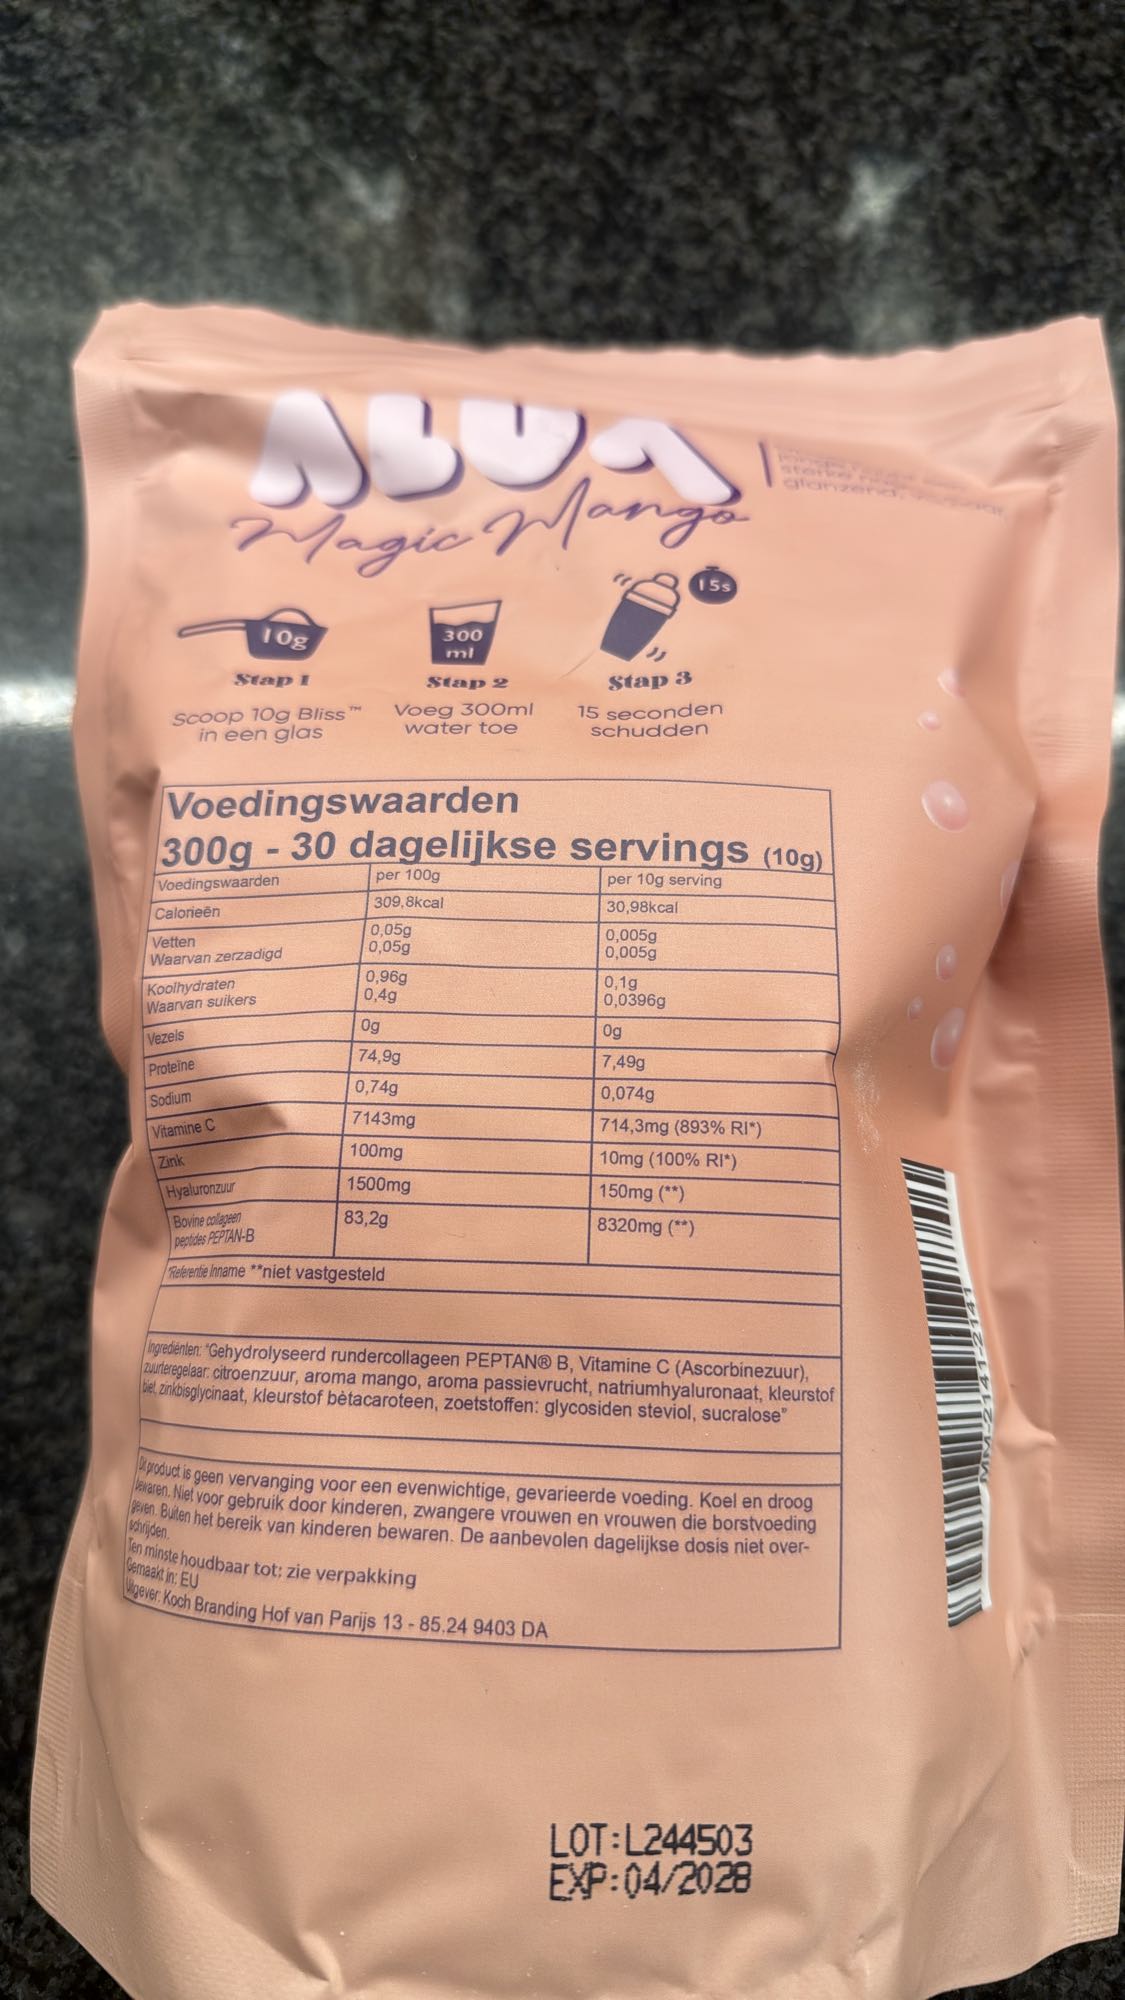 Magic Mango
glanzend,
10g
300
ml
15s
Stap 1
Stap 2
Stap 3
Scoop 10g Bliss™
in een glas
Voeg 300ml
water toe
15 seconden
schudden
Voedingswaarden
300g - 30 dagelijkse servings (10g)
Voedingswaarden per 100g per 10g serving
Calorieën 309,8kcal 30,98kcal
Vetten 0,05g 0,005g
Waarvan zerzadigd 0,05g 0,005g
Koolhydraten 0,96g 0,1g
Waarvan suikers 0,4g 0,0396g
Vezels 0g 0g
Proteïne 74,9g 7,49g
Sodium 0,74g 0,074g
Vitamine C 7143mg 714,3mg (893% RI*)
Zink 100mg 10mg (100% RI*)
Hyaluronzuur 1500mg 150mg (**)
Bovine collageen 83,2g 8320mg (**)
peptides PEPTAN-B
*Referentie Inname **niet vastgesteld
Ingrediënten: "Gehydrolyseerd rundercollageen PEPTAN® B, Vitamine C (Ascorbinezuur),
zuurteregelaar: citroenzuur, aroma mango, aroma passievrucht, natriumhyaluronaat, kleurstof
biet, zinkbisglycinaat, kleurstof bètacaroteen, zoetstoffen: glycosiden steviol, sucralose"
Dit product is geen vervanging voor een evenwichtige, gevarieerde voeding. Koel en droog
bewaren. Niet voor gebruik door kinderen, zwangere vrouwen en vrouwen die borstvoeding
geven. Buiten het bereik van kinderen bewaren. De aanbevolen dagelijkse dosis niet over-
schrijden.
Ten minste houdbaar tot: zie verpakking
Gemaakt in: EU
Uitgever: Koch Branding Hof van Parijs 13 - 85.24 9403 DA
MM-2141-2141
LOT:L244503
EXP:04/2028